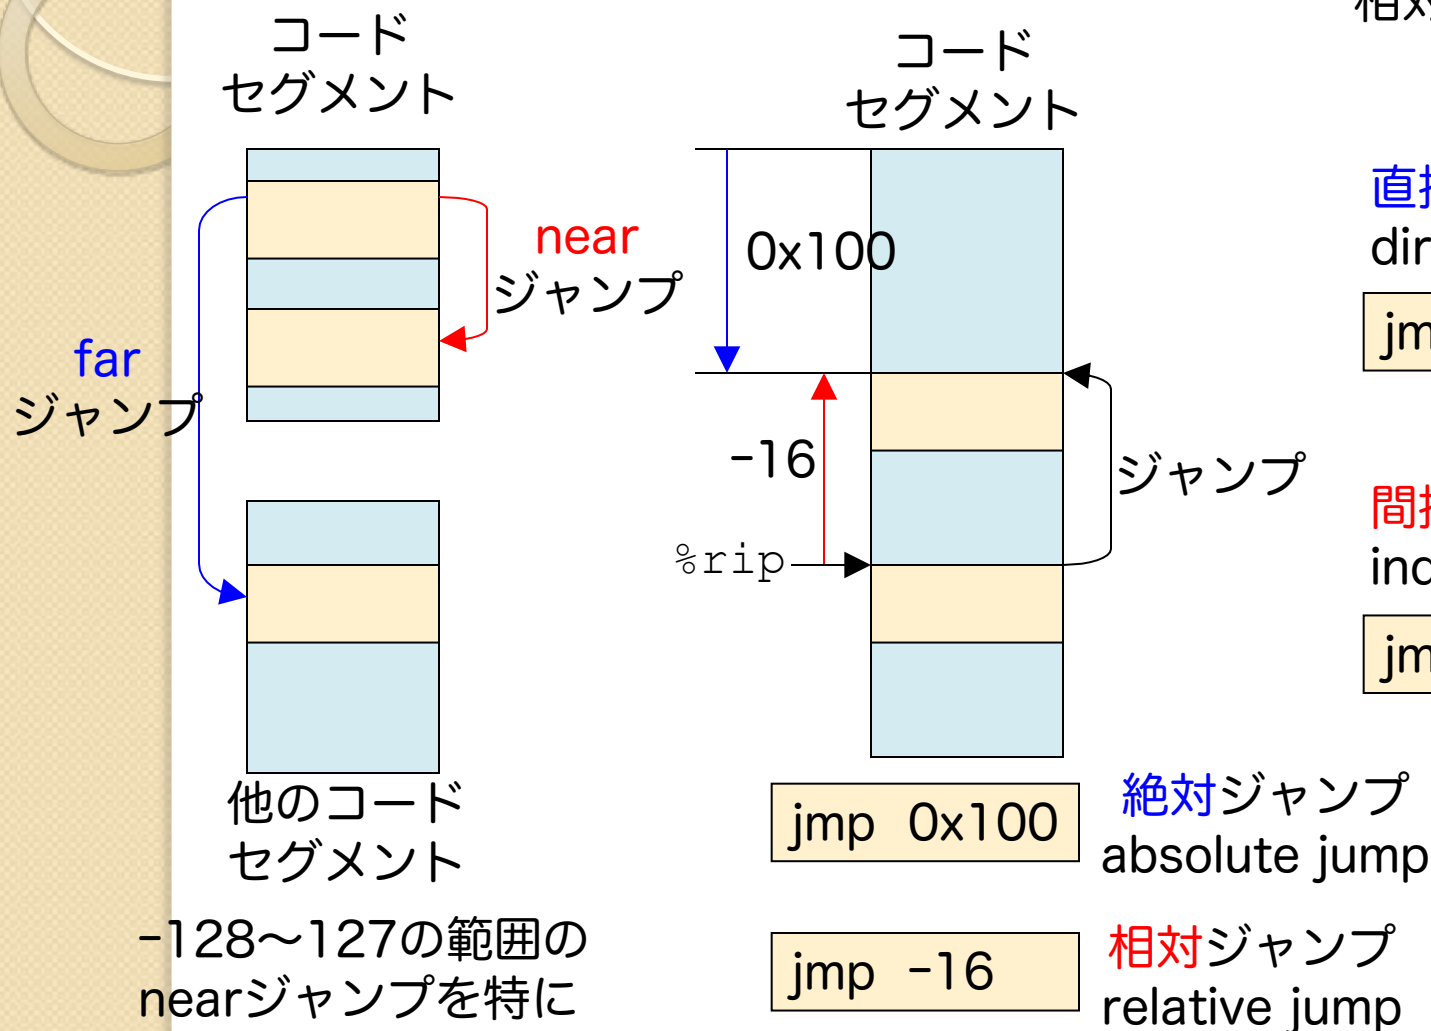 コード
セグメント
near
ジャンプ
far
ジャンプ
他のコード
セグメント
-128〜127の範囲の
nearジャンプを特に
コード
セグメント
0x100
-16
%rip
ジャンプ
jmp 0x100
絶対ジャンプ
absolute jump
jmp -16
相対ジャンプ
relative jump